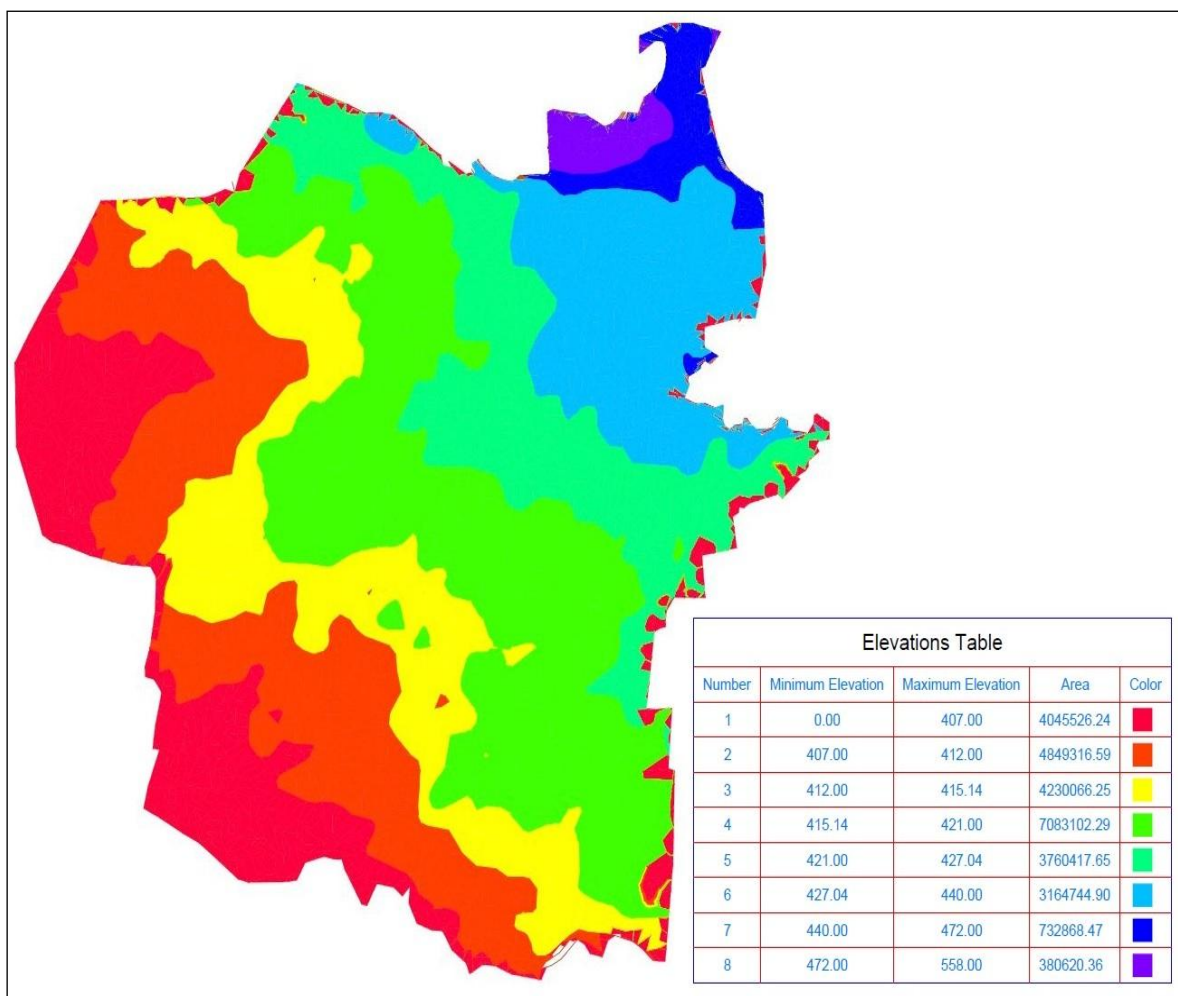 Elevations Table
Number Minimum Elevation Maximum Elevation Area Color
1 0.00 407.00 4045526.24
2 407.00 412.00 4849316.59
3 412.00 415.14 4230066.25
4 415.14 421.00 7083102.29
5 421.00 427.04 3760417.65
6 427.04 440.00 3164744.90
7 440.00 472.00 732868.47
8 472.00 558.00 380620.36